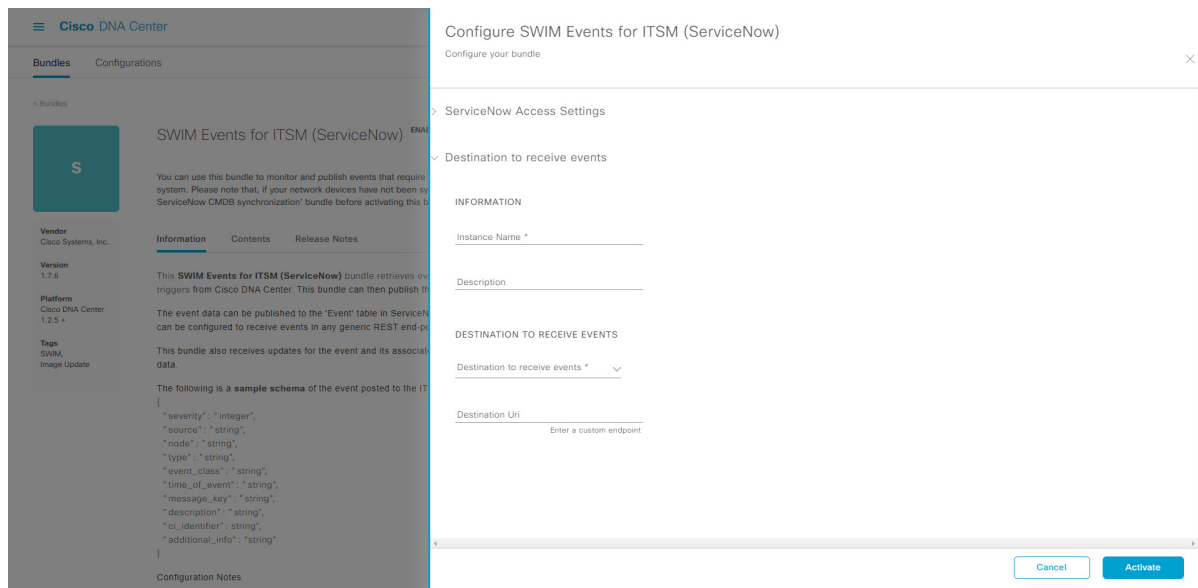 Cisco DNA Center
Bundles Configurations
< Bundles
S
Vendor
Cisco Systems, Inc.
Version
1.7.6
Platform
Cisco DNA Center
1.2.5 +
Tags
SWIM,
Image Update
SWIM Events for ITSM (ServiceNow)
You can use this bundle to monitor and publish events that require
system. Please note that, if your network devices have not been
ServiceNow CMDB synchronization' bundle before activating this
Information Contents Release Notes
This SWIM Events for ITSM (ServiceNow) bundle retrieves
triggers from Cisco DNA Center. This bundle can then publish
The event data can be published to the 'Event' table in
can be configured to receive events in any generic REST
This bundle also receives updates for the event and its
data.
The following is a sample schema of the event posted to the IT
{
"severity" : "integer",
"source" : "string",
"node" : "string",
"type" : "string",
"event_class" : "string",
"time_of_event" : "string",
"message_key" : "string",
"description" : "string",
"ci_identifier" : string",
"additional_info" : "string"
}
Configuration Notes
Configure SWIM Events for ITSM (ServiceNow)
Configure your bundle
ServiceNow Access Settings
Destination to receive events
INFORMATION
Instance Name *
Description
DESTINATION TO RECEIVE EVENTS
Destination to receive events *
Destination Uri
Enter a custom endpoint
Cancel Activate